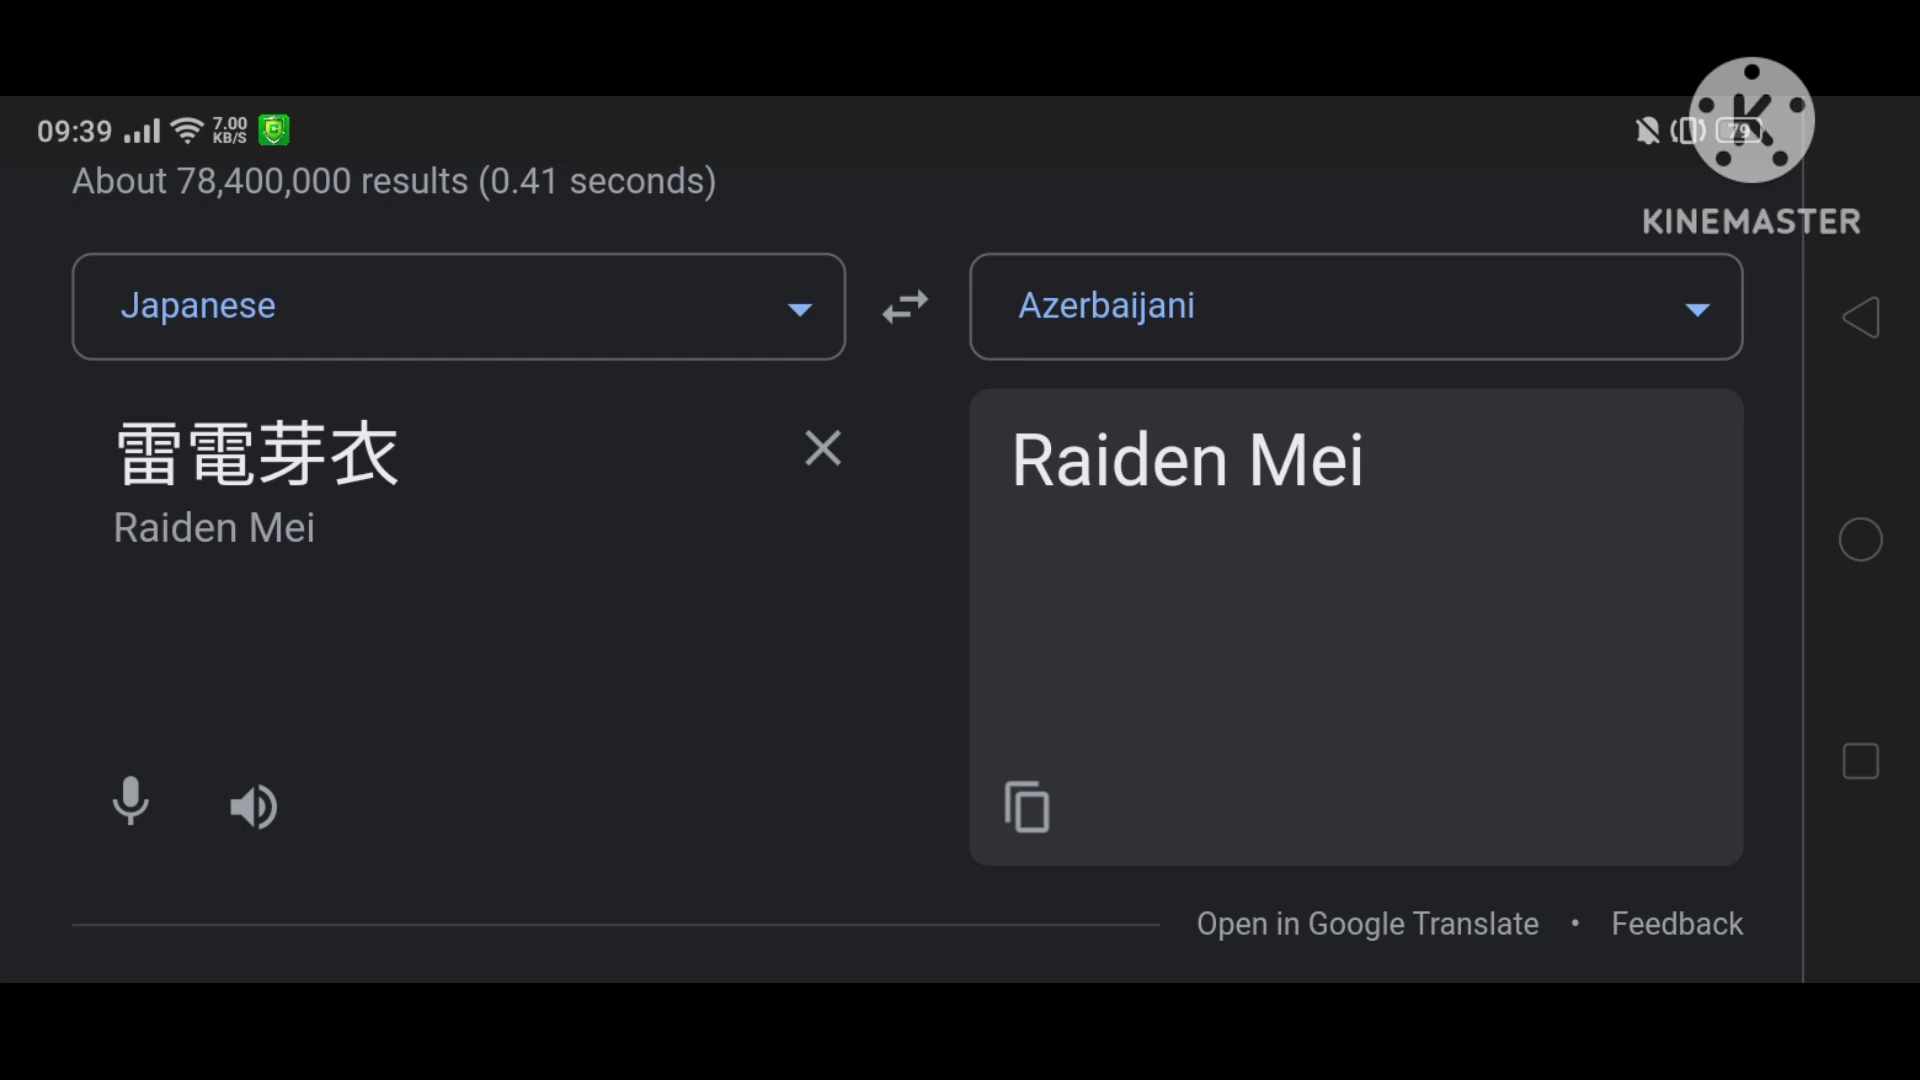 09:39 7.00 KB/S 79
KINEMASTER
About 78,400,000 results (0.41 seconds)
Japanese
Azerbaijani
雷電芽衣
Raiden Mei
Raiden Mei
Open in Google Translate • Feedback